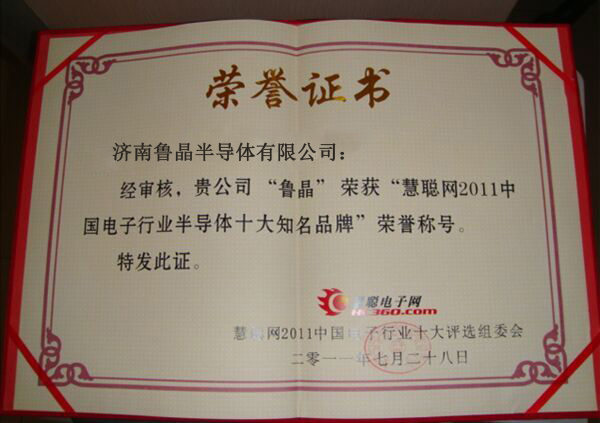 荣誉证书
济南鲁晶半导体有限公司：
经审核，贵公司“鲁晶”荣获“慧聪网2011中
国电子行业半导体十大知名品牌”荣誉称号。
特发此证。
慧聪电子网
HC360.com
慧聪网2011中国电子行业十大评选组委会
二零一一年七月二十八日